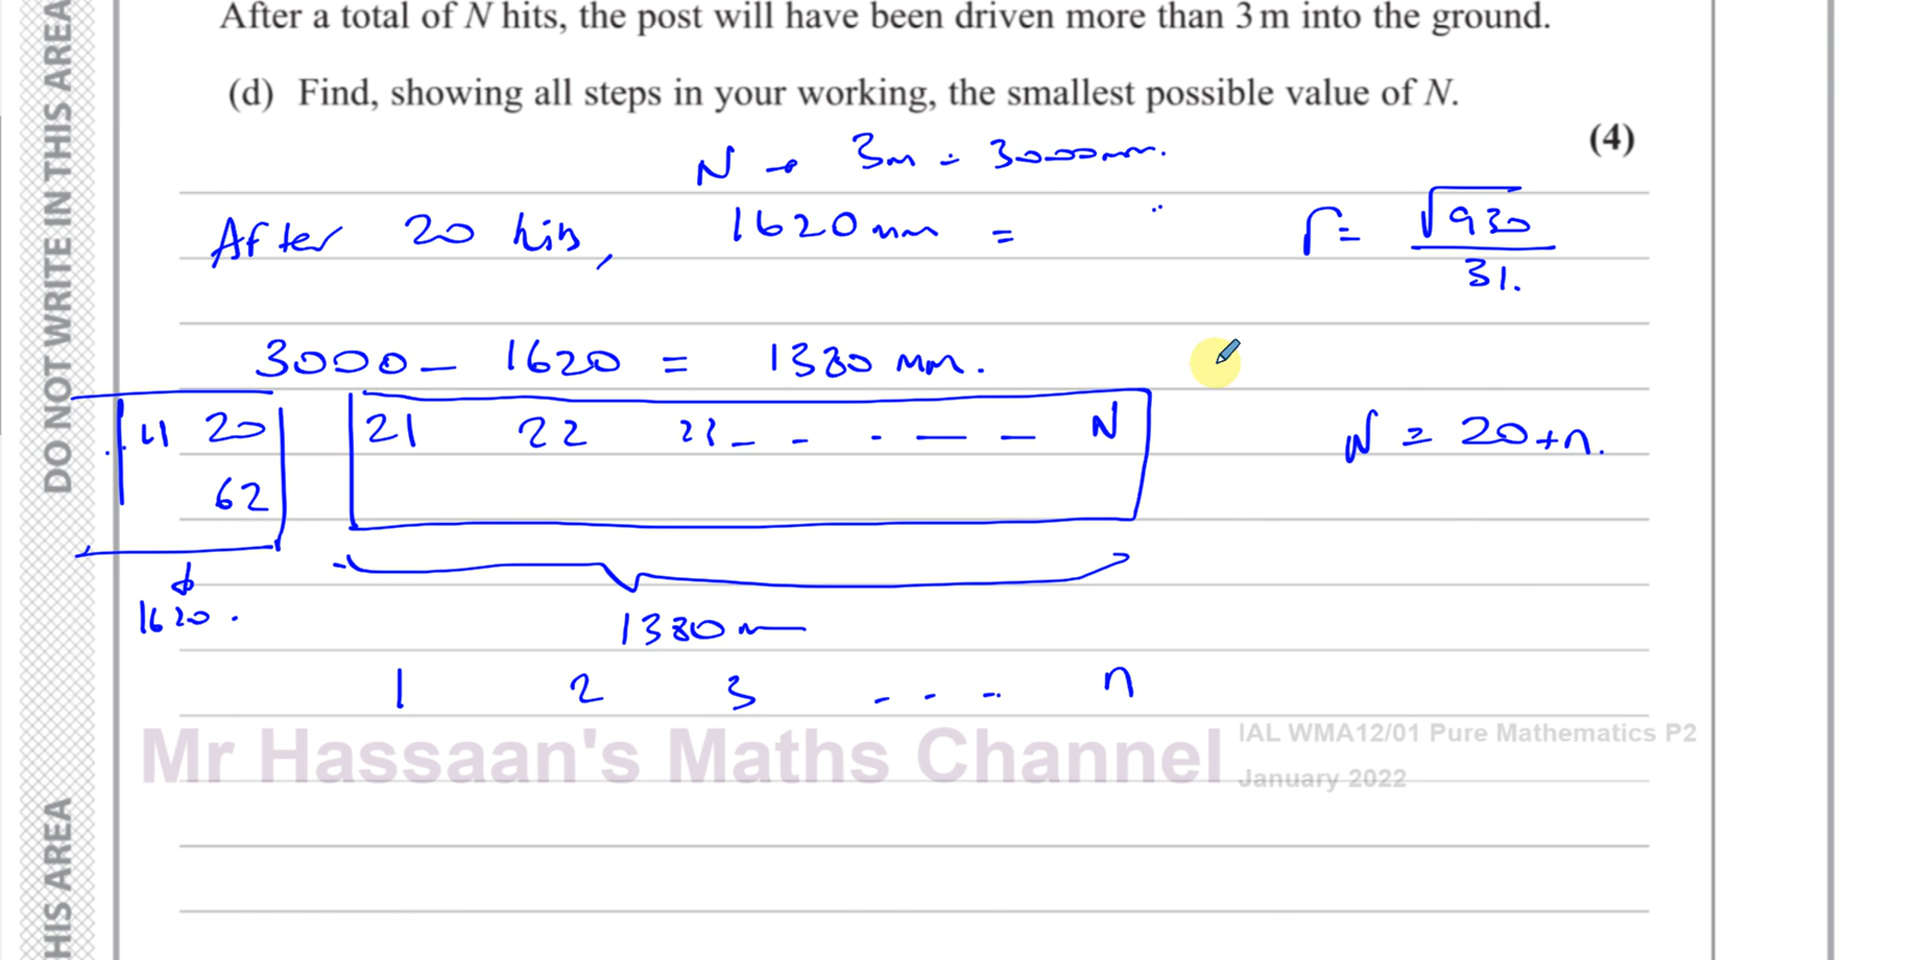 After a total of N hits, the post will have been driven more than 3 m into the ground.
(d) Find, showing all steps in your working, the smallest possible value of N.
(4)
N → 3m = 3000mm.
After 20 hits, 1620mm =
r = √930 / 31.
3000 - 1620 = 1380 mm.
20 21 22 23 - - - - - N
N = 20+n.
62
1620.
1380m
1 2 3 - - - n
Mr Hassaan's Maths Channel
IAL WMA12/01 Pure Mathematics P2
January 2022
DO NOT WRITE IN THIS AREA
HIS AREA